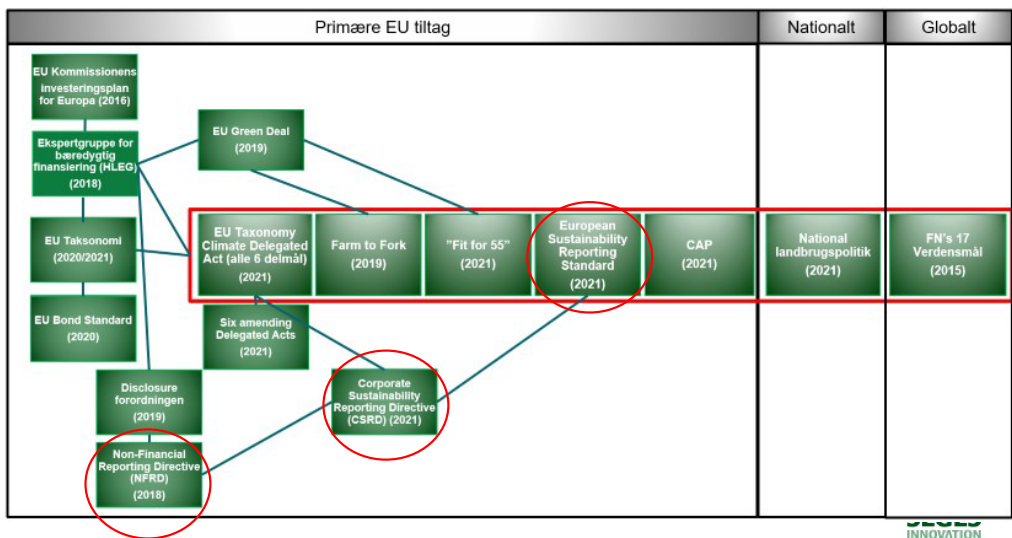 Primære EU tiltag
Nationalt
Globalt
EU Kommissionens
investeringsplan
for Europa (2016)
Ekspertgruppe for
bæredygtig
finansiering (HLEG)
(2018)
EU Green Deal
(2019)
EU Taksonomi
(2020/2021)
EU Taxonomy
Climate Delegated
Act (alle 6 delmål)
(2021)
Farm to Fork
(2019)
"Fit for 55"
(2021)
European
Sustainability
Reporting
Standard
(2021)
CAP
(2021)
National
landbrugspolitik
(2021)
FN's 17
Verdensmål
(2015)
EU Bond Standard
(2020)
Six amending
Delegated Acts
(2021)
Disclosure
forordningen
(2019)
Corporate
Sustainability
Reporting Directive
(CSRD) (2021)
Non-Financial
Reporting Directive
(NFRD)
(2018)
SEGES
INNOVATION